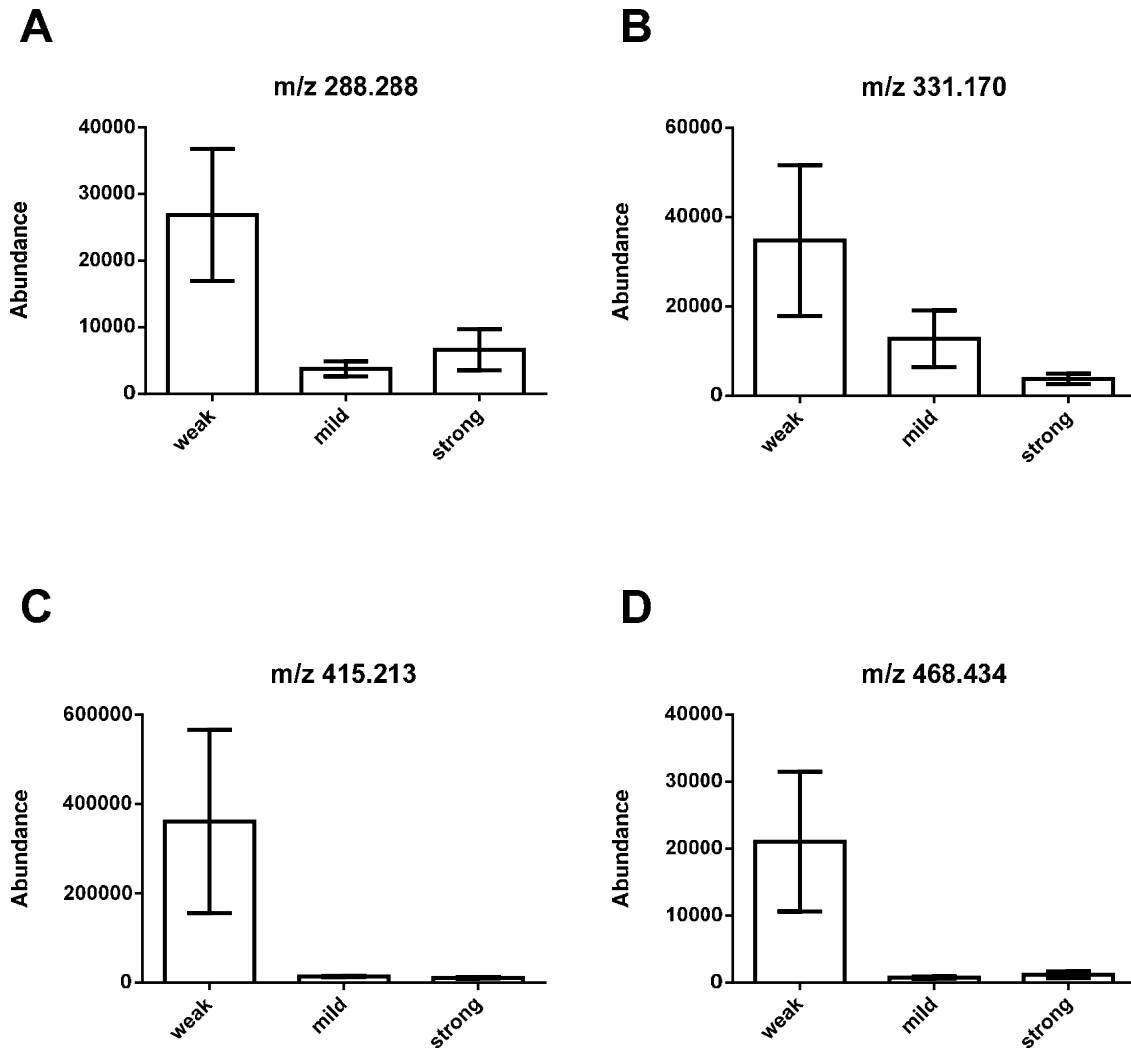 A
m/z 288.288
Abundance
40000
30000
20000
10000
0
weak
mild
strong
B
m/z 331.170
Abundance
60000
40000
20000
0
weak
mild
strong
C
m/z 415.213
Abundance
600000
400000
200000
0
weak
mild
strong
D
m/z 468.434
Abundance
40000
30000
20000
10000
0
weak
mild
strong